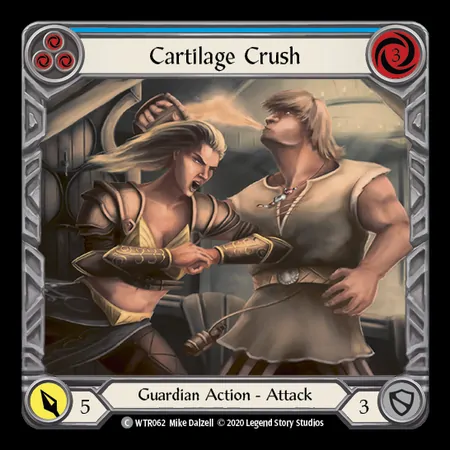 Cartilage Crush
3
Guardian Action - Attack
5
3
C WTR062 Mike Dalzell © 2020 Legend Story Studios